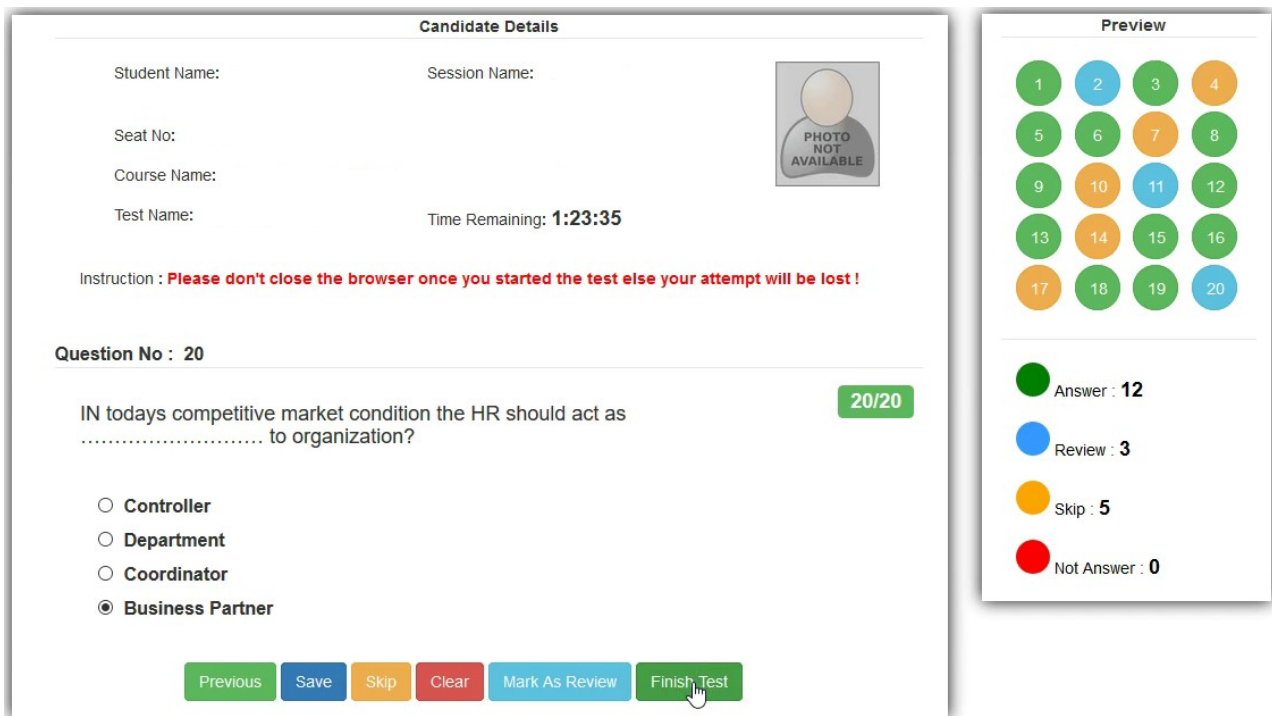 Candidate Details
Student Name:
Session Name:
PHOTO
NOT
AVAILABLE
Seat No:
Course Name:
Test Name:
Time Remaining: 1:23:35
Instruction : Please don't close the browser once you started the test else your attempt will be lost !
Question No : 20
20/20
IN todays competitive market condition the HR should act as
............................ to organization?
Controller
Department
Coordinator
Business Partner
Previous Save Skip Clear Mark As Review Finish Test
Preview
1 2 3 4
5 6 7 8
9 10 11 12
13 14 15 16
17 18 19 20
Answer : 12
Review : 3
Skip : 5
Not Answer : 0